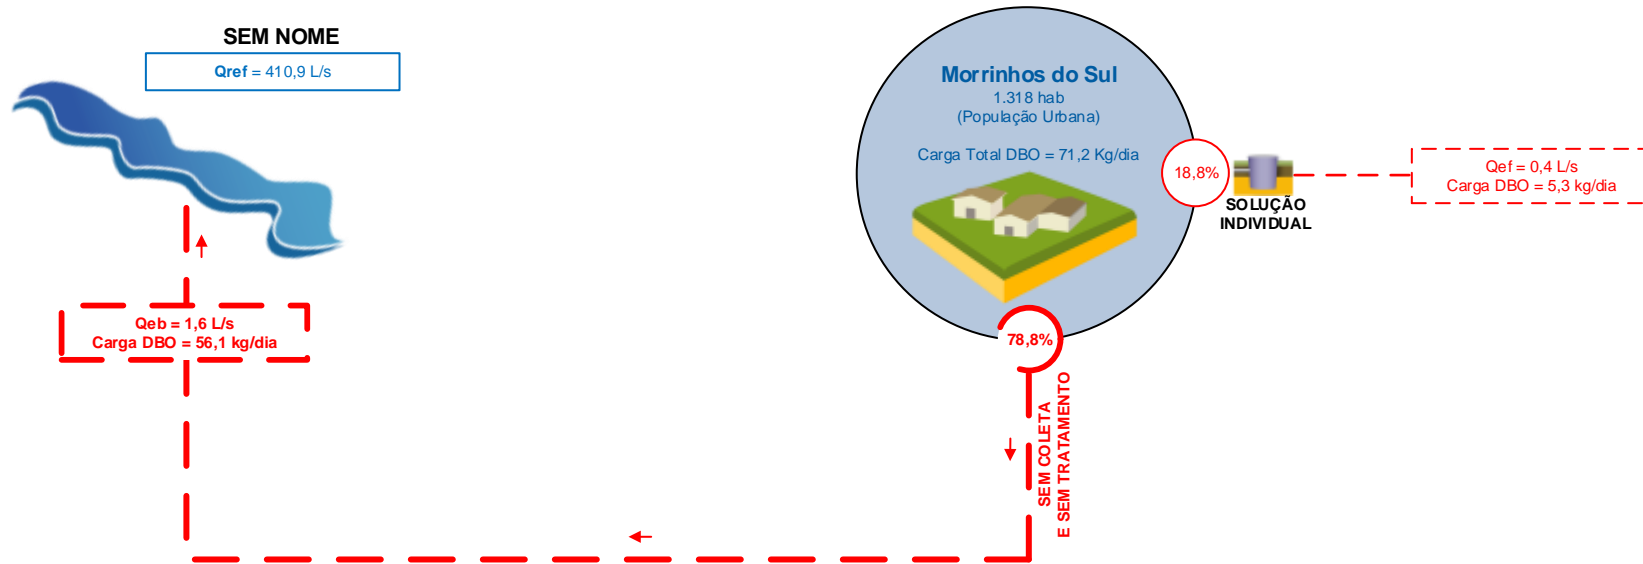 SEM NOME
Qref = 410,9 L/s
Morrinhos do Sul
1.318 hab
(População Urbana)
Carga Total DBO = 71,2 Kg/dia
18,8%
SOLUÇÃO
INDIVIDUAL
Qef = 0,4 L/s
Carga DBO = 5,3 kg/dia
78,8%
SEM COLETA
E SEM TRATAMENTO
Qeb = 1,6 L/s
Carga DBO = 56,1 kg/dia